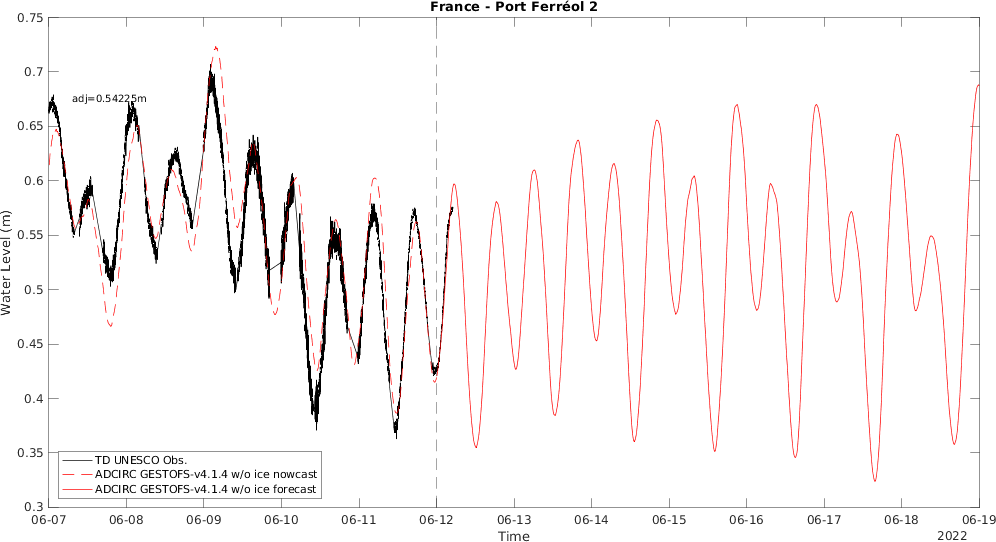 France - Port Ferréol 2
0.75
0.7
0.65
0.6
0.55
0.5
0.45
0.4
0.35
0.3
Water Level (m)
adj=0.54225m
TD UNESCO Obs.
ADCIRC GESTOFS-v4.1.4 w/o ice nowcast
ADCIRC GESTOFS-v4.1.4 w/o ice forecast
06-07 06-08 06-09 06-10 06-11 06-12 06-13 06-14 06-15 06-16 06-17 06-18 06-19
Time
2022